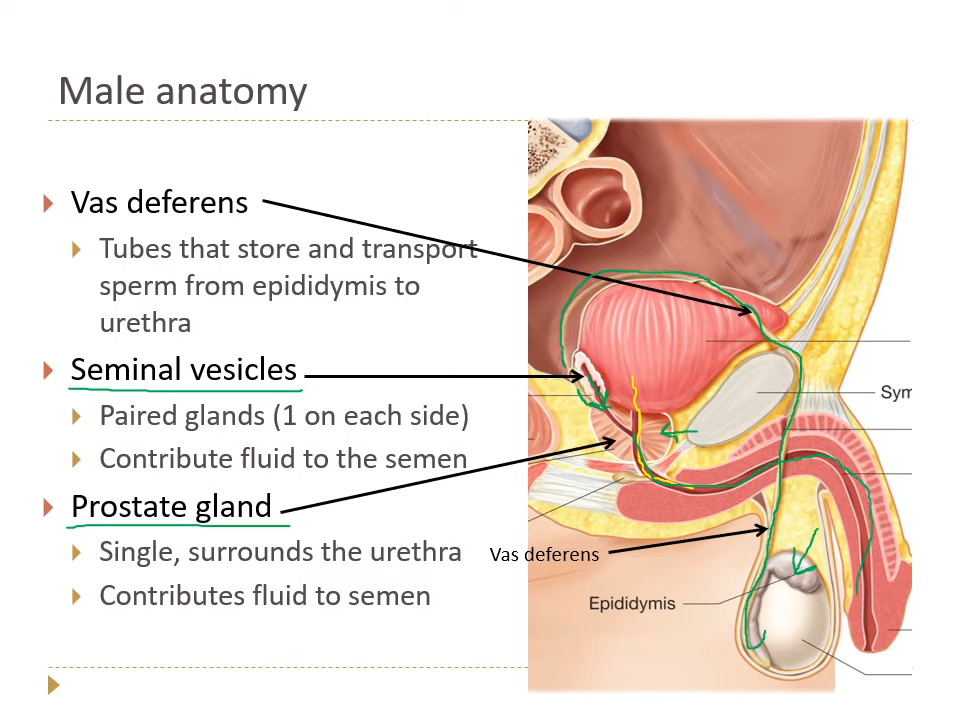 Male anatomy
Vas deferens
Tubes that store and transport
sperm from epididymis to
urethra
Seminal vesicles
Paired glands (1 on each side)
Contribute fluid to the semen
Prostate gland
Single, surrounds the urethra
Contributes fluid to semen
Sym
Vas deferens
Epididymis